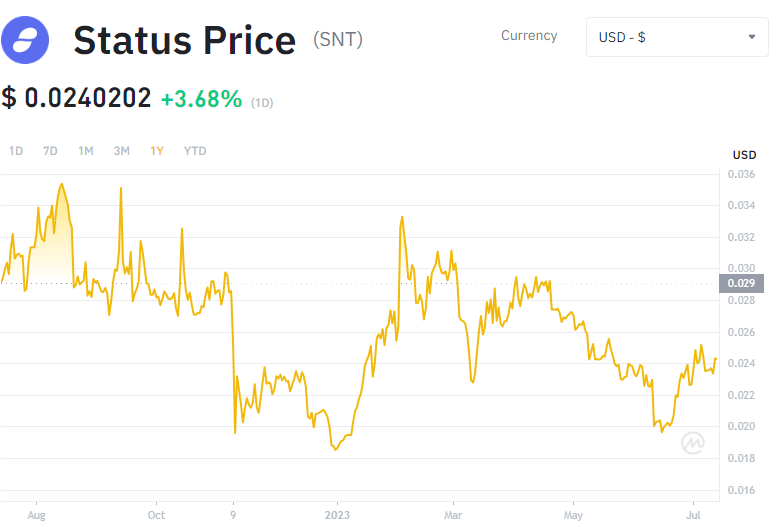 Status Price (SNT)
Currency
USD - $
$ 0.0240202 +3.68% (1D)
1D 7D 1M 3M 1Y YTD
USD
0.036
0.034
0.032
0.030
0.029
0.028
0.026
0.024
0.022
0.020
0.018
0.016
Aug Oct 9 2023 Mar May Jul